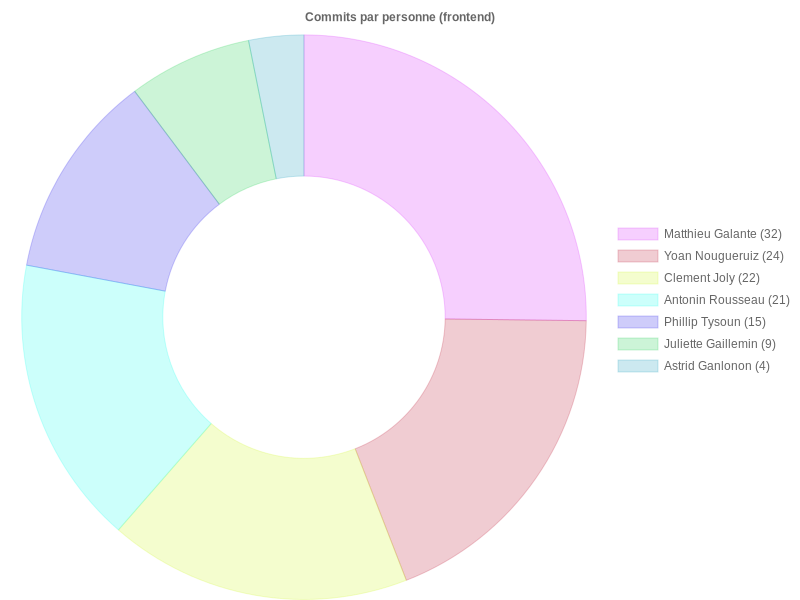 Commits par personne (frontend)
Matthieu Galante (32)
Yoan Nougueruiz (24)
Clement Joly (22)
Antonin Rousseau (21)
Phillip Tysoun (15)
Juliette Gaillemin (9)
Astrid Ganlonon (4)